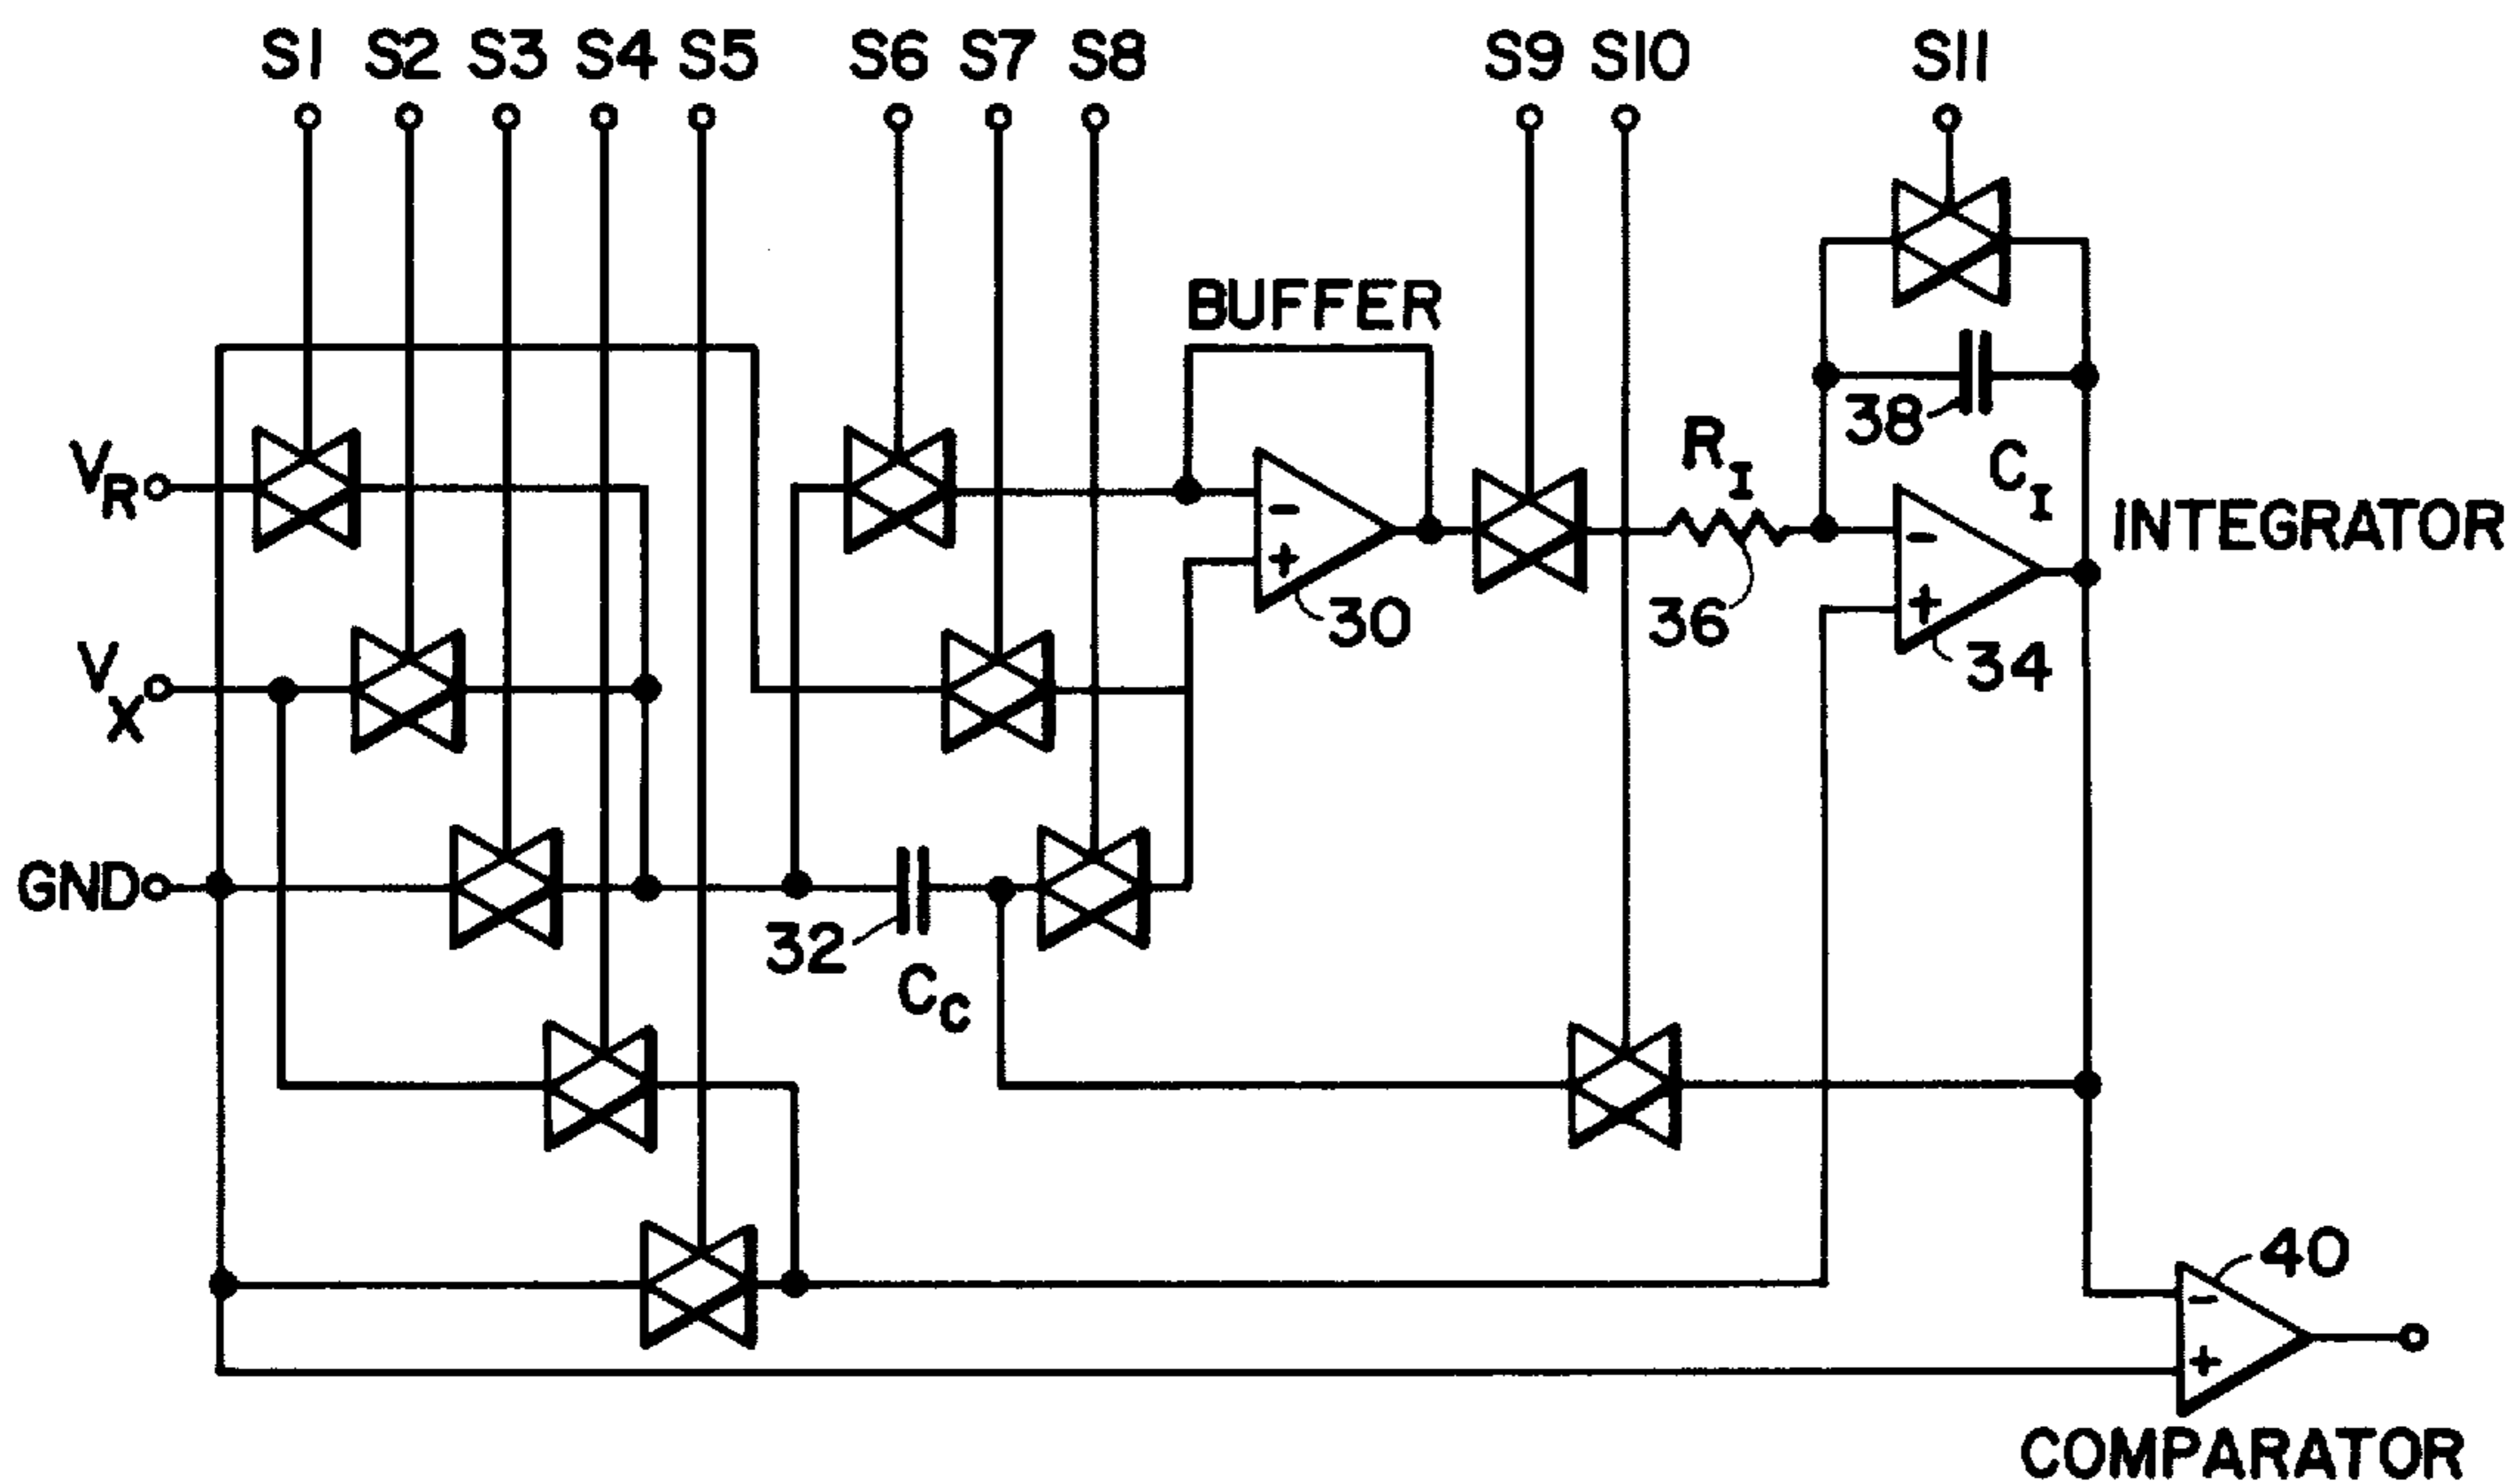 S1 S2 S3 S4 S5 S6 S7 S8 S9 S10 S11
BUFFER
VR
RI
38
CI
INTEGRATOR
-
+
30
36
-
+
34
VX
GND
32
CC
40
-
+
COMPARATOR